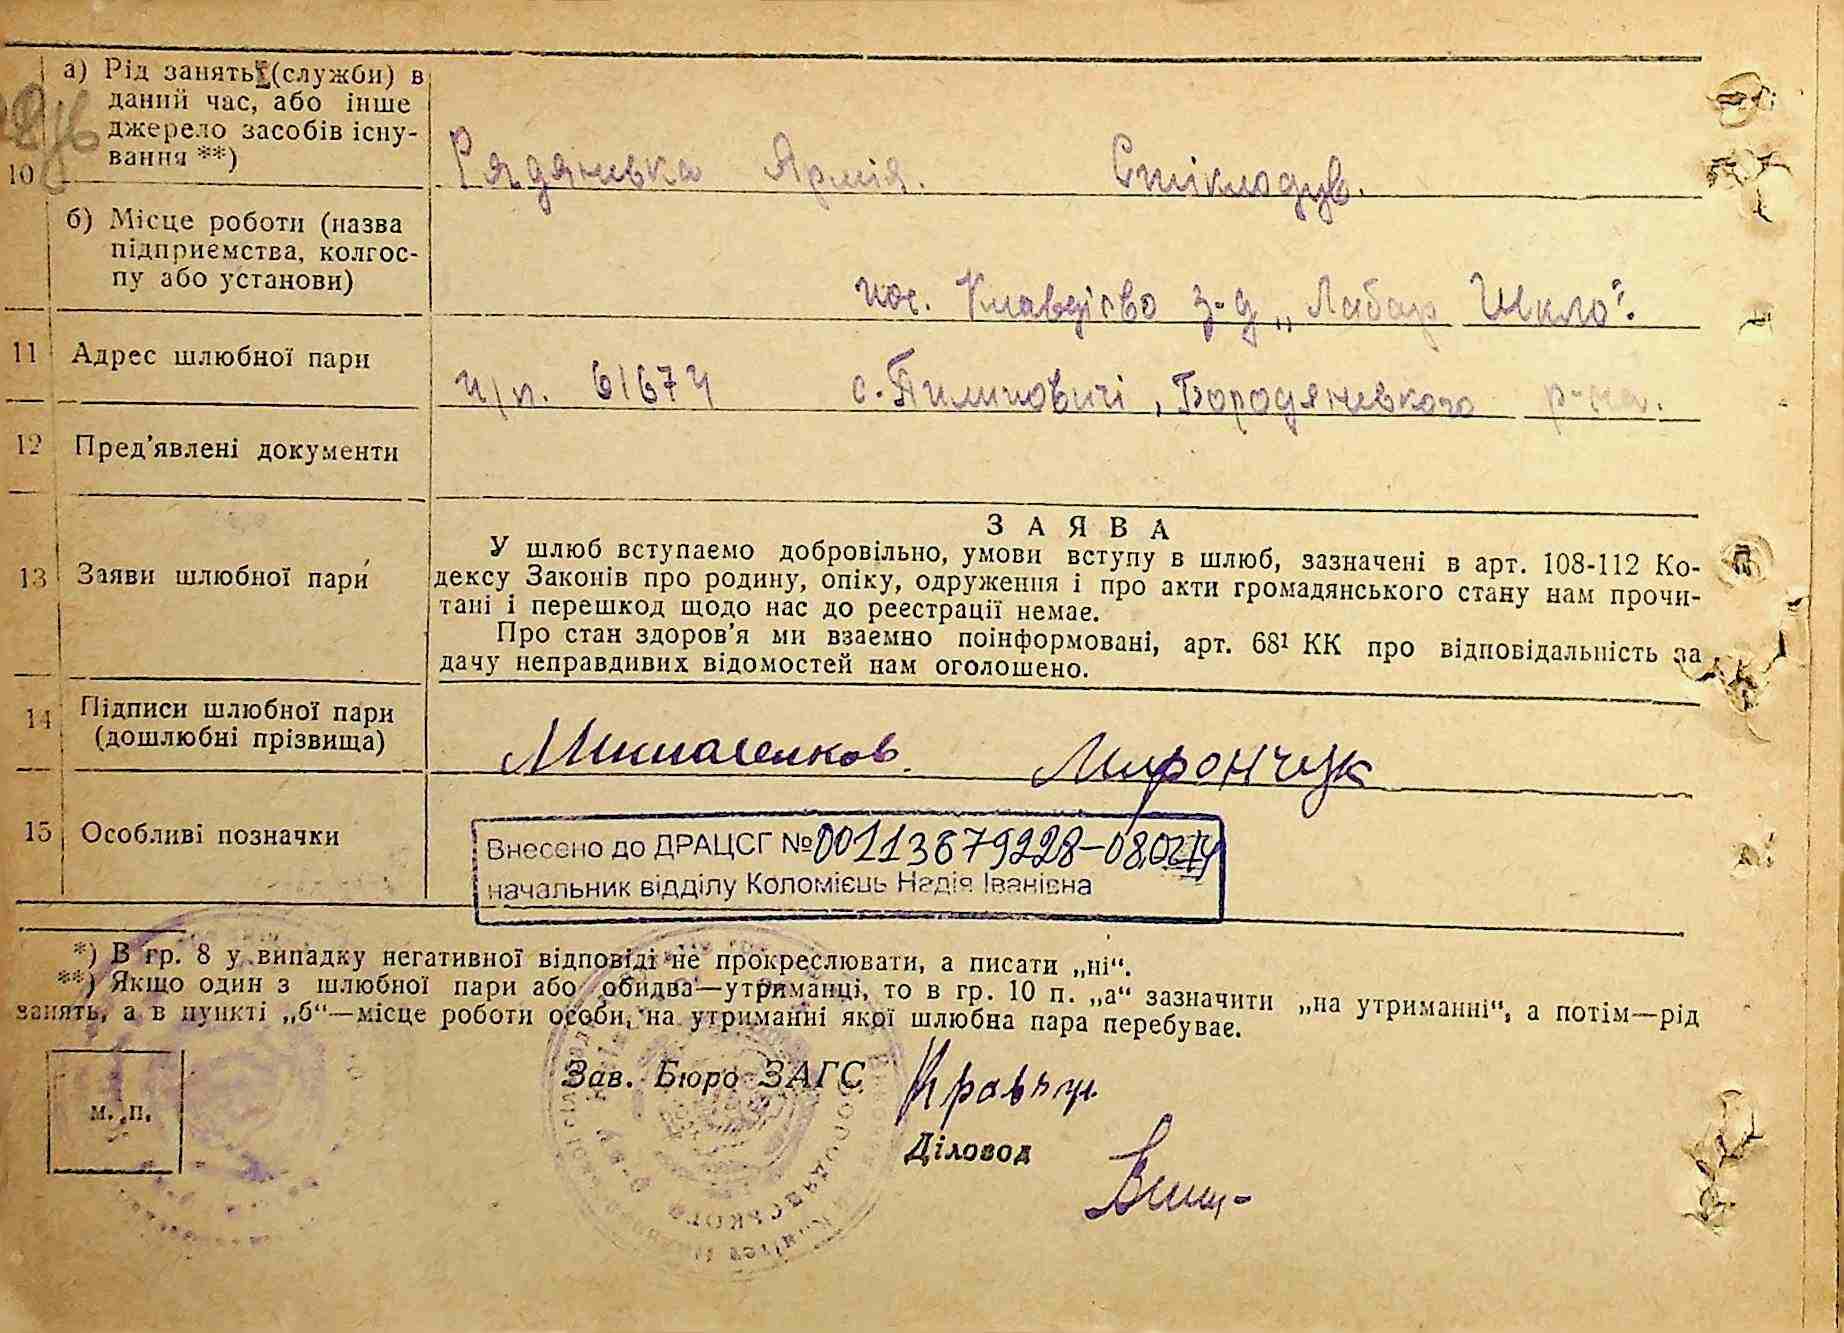 а) Рід занять (служби) в
даний час, або інше
джерело засобів існу-
вання **)
10
Радянська Армія. Склодув.
б) Місце роботи (назва
підприємства, колгос-
пу або установи)
пос. Клавдієво з-д „Лабор Шкло".
11 Адрес шлюбної пари
п/п. 61674 с. Пилиповичі, Бородянського р-на.
12 Пред'явлені документи
ЗАЯВА
13 Заяви шлюбної пари
У шлюб вступаємо добровільно, умови вступу в шлюб, зазначені в арт. 108-112 Ко-
дексу Законів про родину, опіку, одруження і про акти громадянського стану нам прочи-
тані і перешкод щодо нас до реєстрації немає.
Про стан здоров'я ми взаємно поінформовані, арт. 68¹ КК про відповідальність за
дачу неправдивих відомостей нам оголошено.
14 Підписи шлюбної пари
(дошлюбні прізвища)
Мирончук
15 Особливі позначки
Внесено до ДРАЦСГ №00113679228-08.02
начальник відділу Коломієць Надія Іванівна
*) В гр. 8 у випадку негативної відповіді не прокреслювати, а писати „ні“.
**) Якщо один з шлюбної пари або обидва—утриманці, то в гр. 10 п. „а“ зазначити „на утриманні“, а потім—рід
занять, а в пункті „б“—місце роботи особи, на утриманні якої шлюбна пара перебуває.
м. п.
Зав. Бюро ЗАГС
Діловод